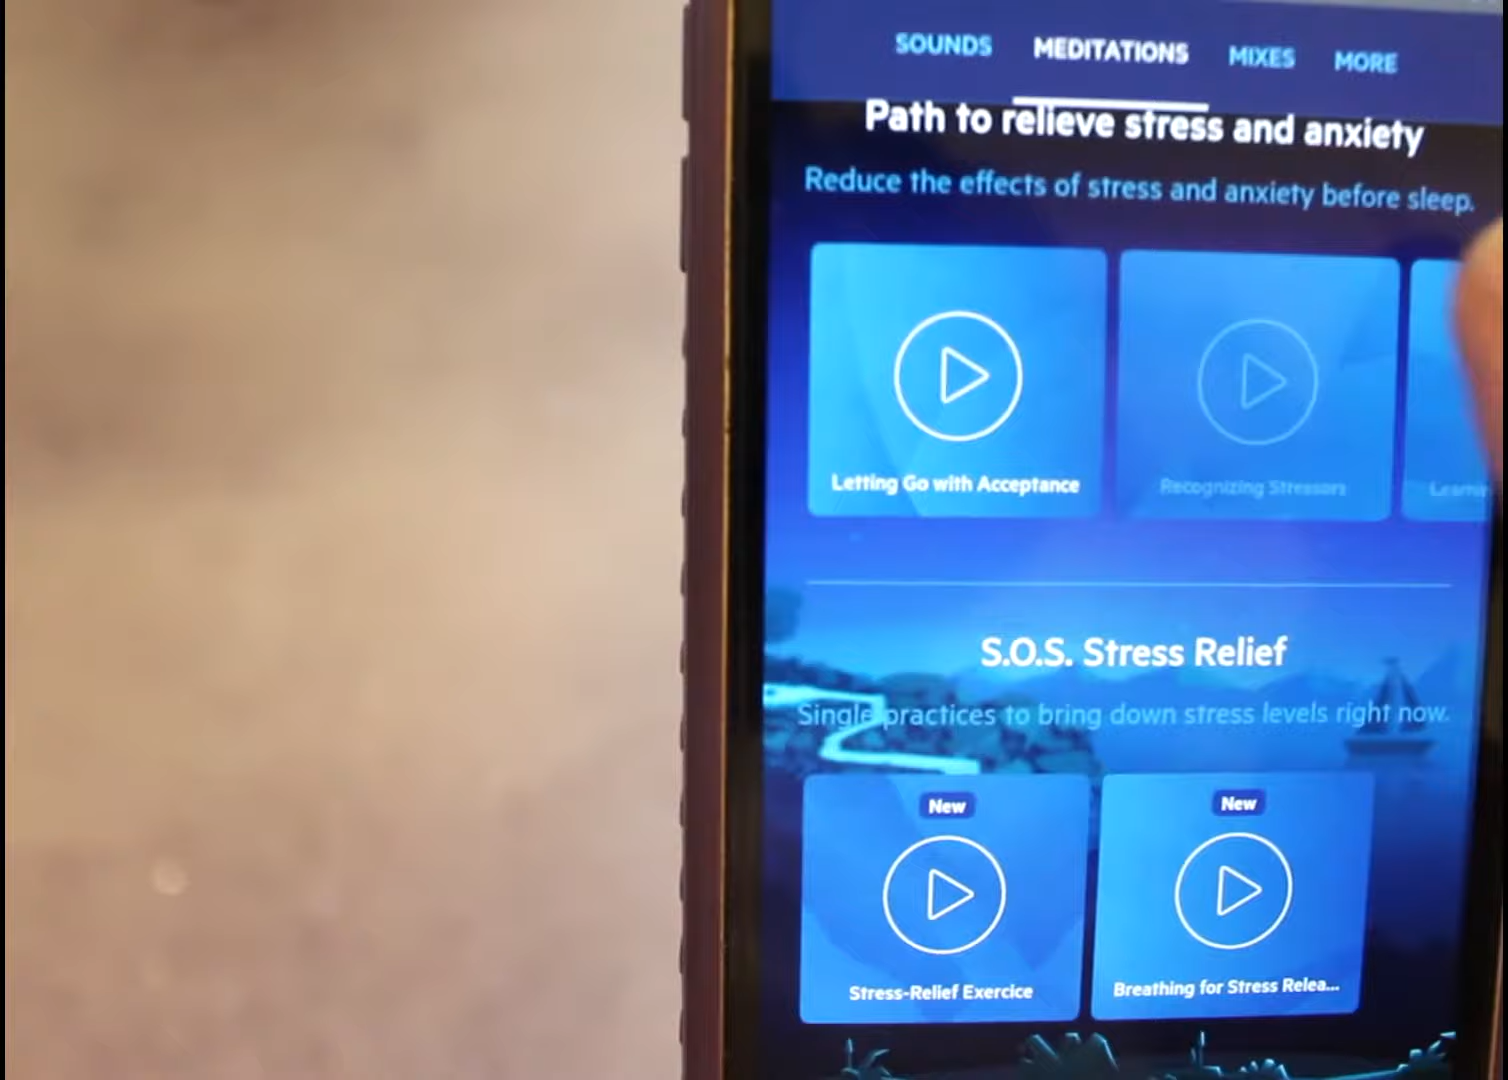 SOUNDS MEDITATIONS MIXES MORE
Path to relieve stress and anxiety
Reduce the effects of stress and anxiety before sleep.
Letting Go with Acceptance
Recognizing Stressors
S.O.S. Stress Relief
Single practices to bring down stress levels right now.
New
New
Stress-Relief Exercice
Breathing for Stress Relea...